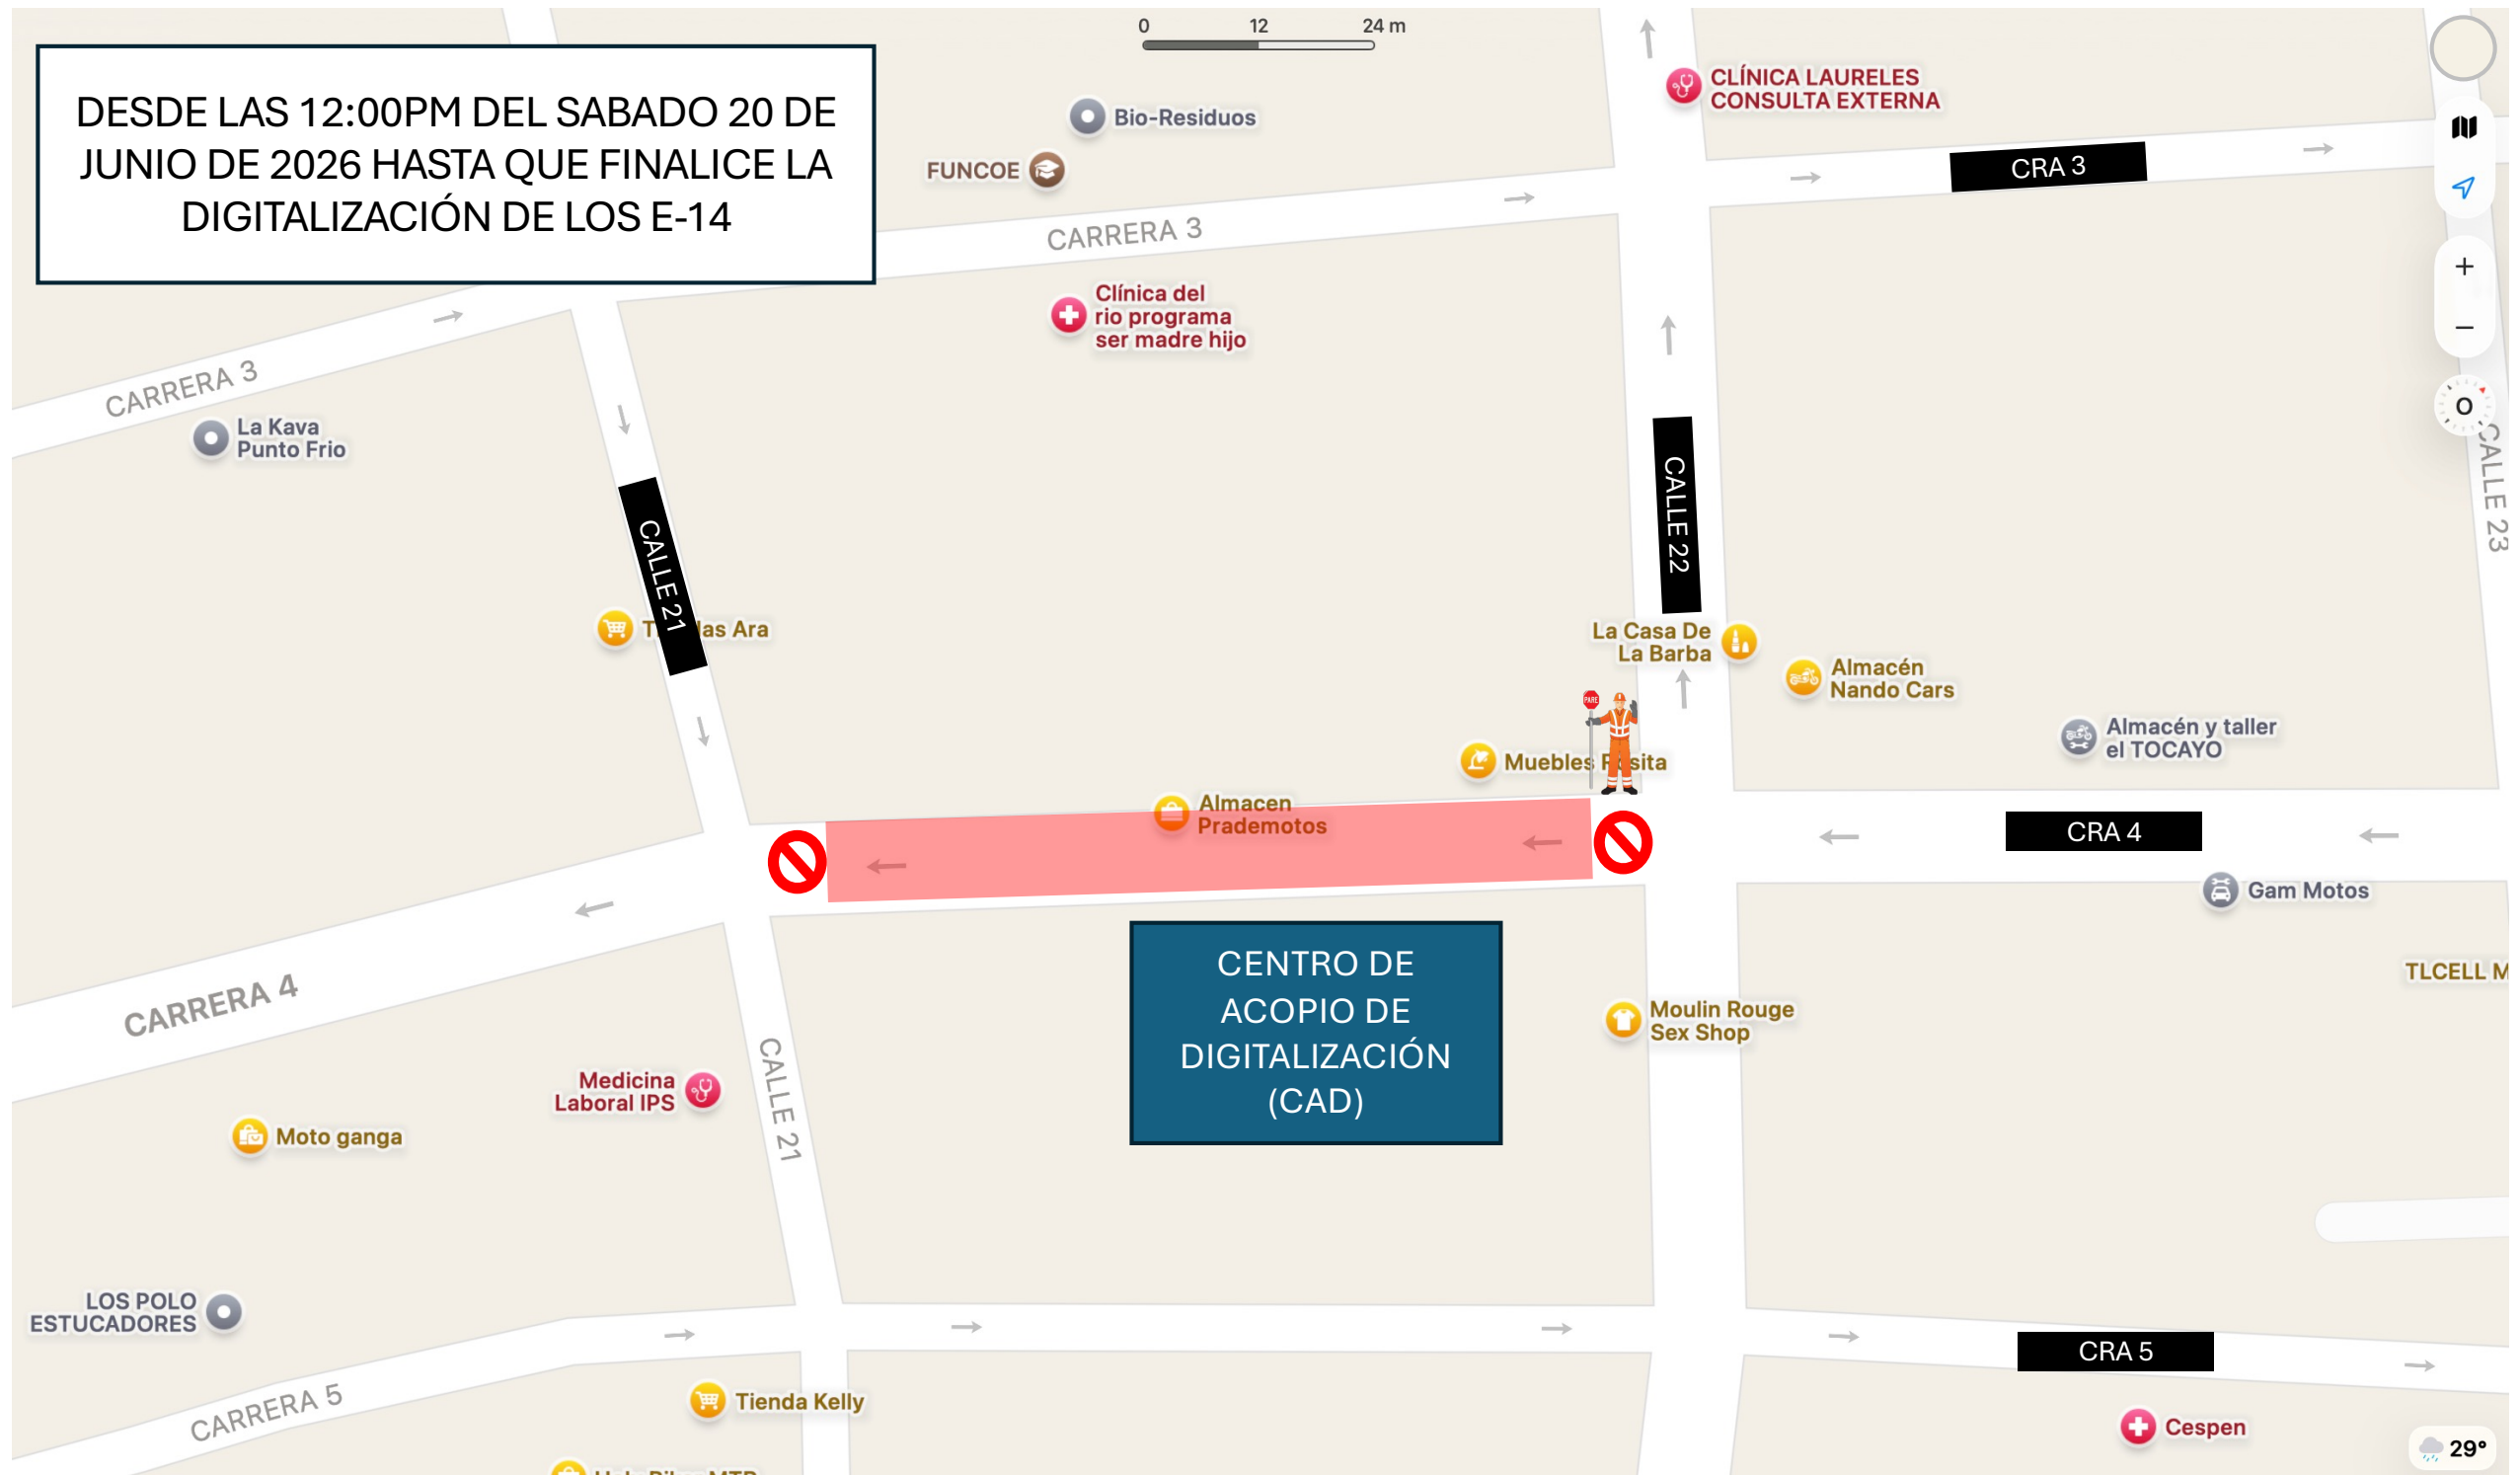 0 12 24 m
DESDE LAS 12:00PM DEL SABADO 20 DE
JUNIO DE 2026 HASTA QUE FINALICE LA
DIGITALIZACIÓN DE LOS E-14
CLÍNICA LAURELES
CONSULTA EXTERNA
Bio-Residuos
FUNCOE
CRA 3
CARRERA 3
Clínica del
rio programa
ser madre hijo
CARRERA 3
La Kava
Punto Frio
O
CALLE 23
CALLE 21
CALLE 22
las Ara
La Casa De
La Barba
Almacén
Nando Cars
PARE
Almacén y taller
el TOCAYO
Muebles
Almacen
Prademotos
CRA 4
Gam Motos
CARRERA 4
CENTRO DE
ACOPIO DE
DIGITALIZACIÓN
(CAD)
TLCELL M
Moulin Rouge
Sex Shop
CALLE 21
Medicina
Laboral IPS
Moto ganga
LOS POLO
ESTUCADORES
CRA 5
CARRERA 5
Tienda Kelly
Cespen
29°